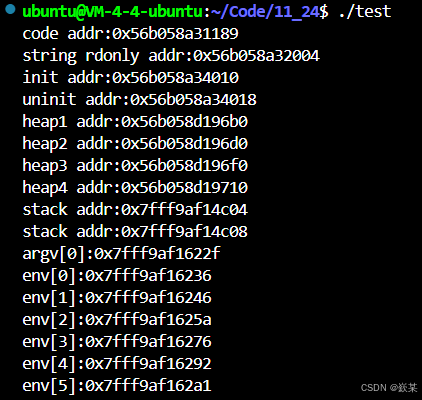 ubuntu@VM-4-4-ubuntu:~/Code/11_24$ ./test
code addr:0x56b058a31189
string rdonly addr:0x56b058a32004
init addr:0x56b058a34010
uninit addr:0x56b058a34018
heap1 addr:0x56b058d196b0
heap2 addr:0x56b058d196d0
heap3 addr:0x56b058d196f0
heap4 addr:0x56b058d19710
stack addr:0x7fff9af14c04
stack addr:0x7fff9af14c08
argv[0]:0x7fff9af1622f
env[0]:0x7fff9af16236
env[1]:0x7fff9af16246
env[2]:0x7fff9af1625a
env[3]:0x7fff9af16276
env[4]:0x7fff9af16292
env[5]:0x7fff9af162a1
CSDN @嶔某